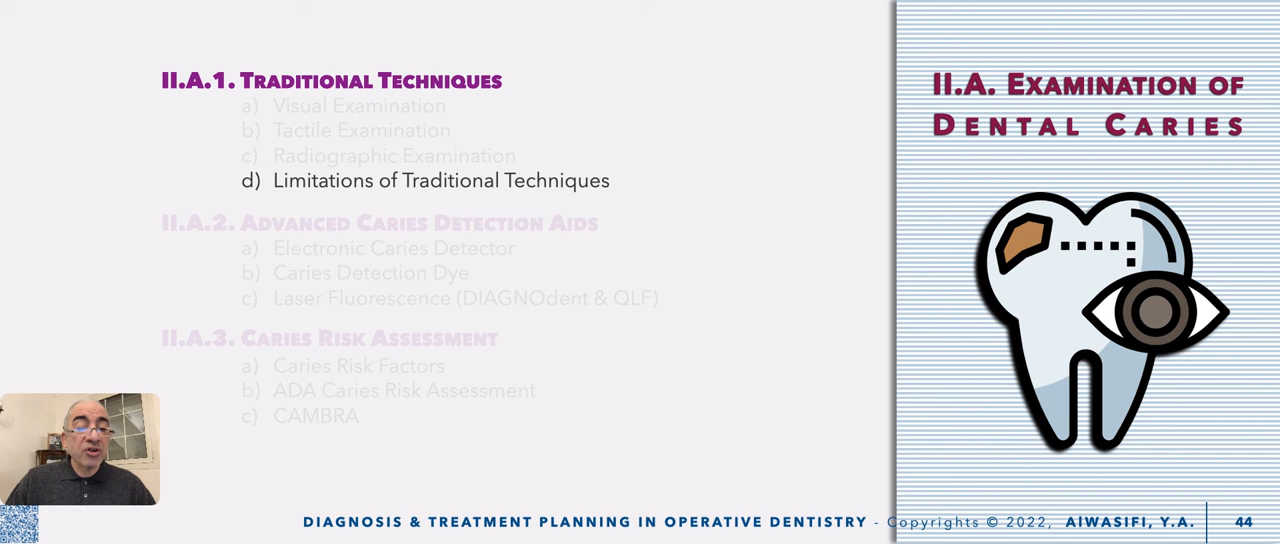 II.A.1. Traditional Techniques
a) Visual Examination
b) Tactile Examination
c) Radiographic Examination
d) Limitations of Traditional Techniques
II.A.2. Advanced Caries Detection Aids
a) Electronic Caries Detector
b) Caries Detection Dye
c) Laser Fluorescence (DIAGNOdent & QLF)
II.A.3. Caries Risk Assessment
a) Caries Risk Factors
b) ADA Caries Risk Assessment
c) CAMBRA
II.A. Examination of
Dental Caries
DIAGNOSIS & TREATMENT PLANNING IN OPERATIVE DENTISTRY - Copyrights © 2022, AlWASIFI, Y.A. 44